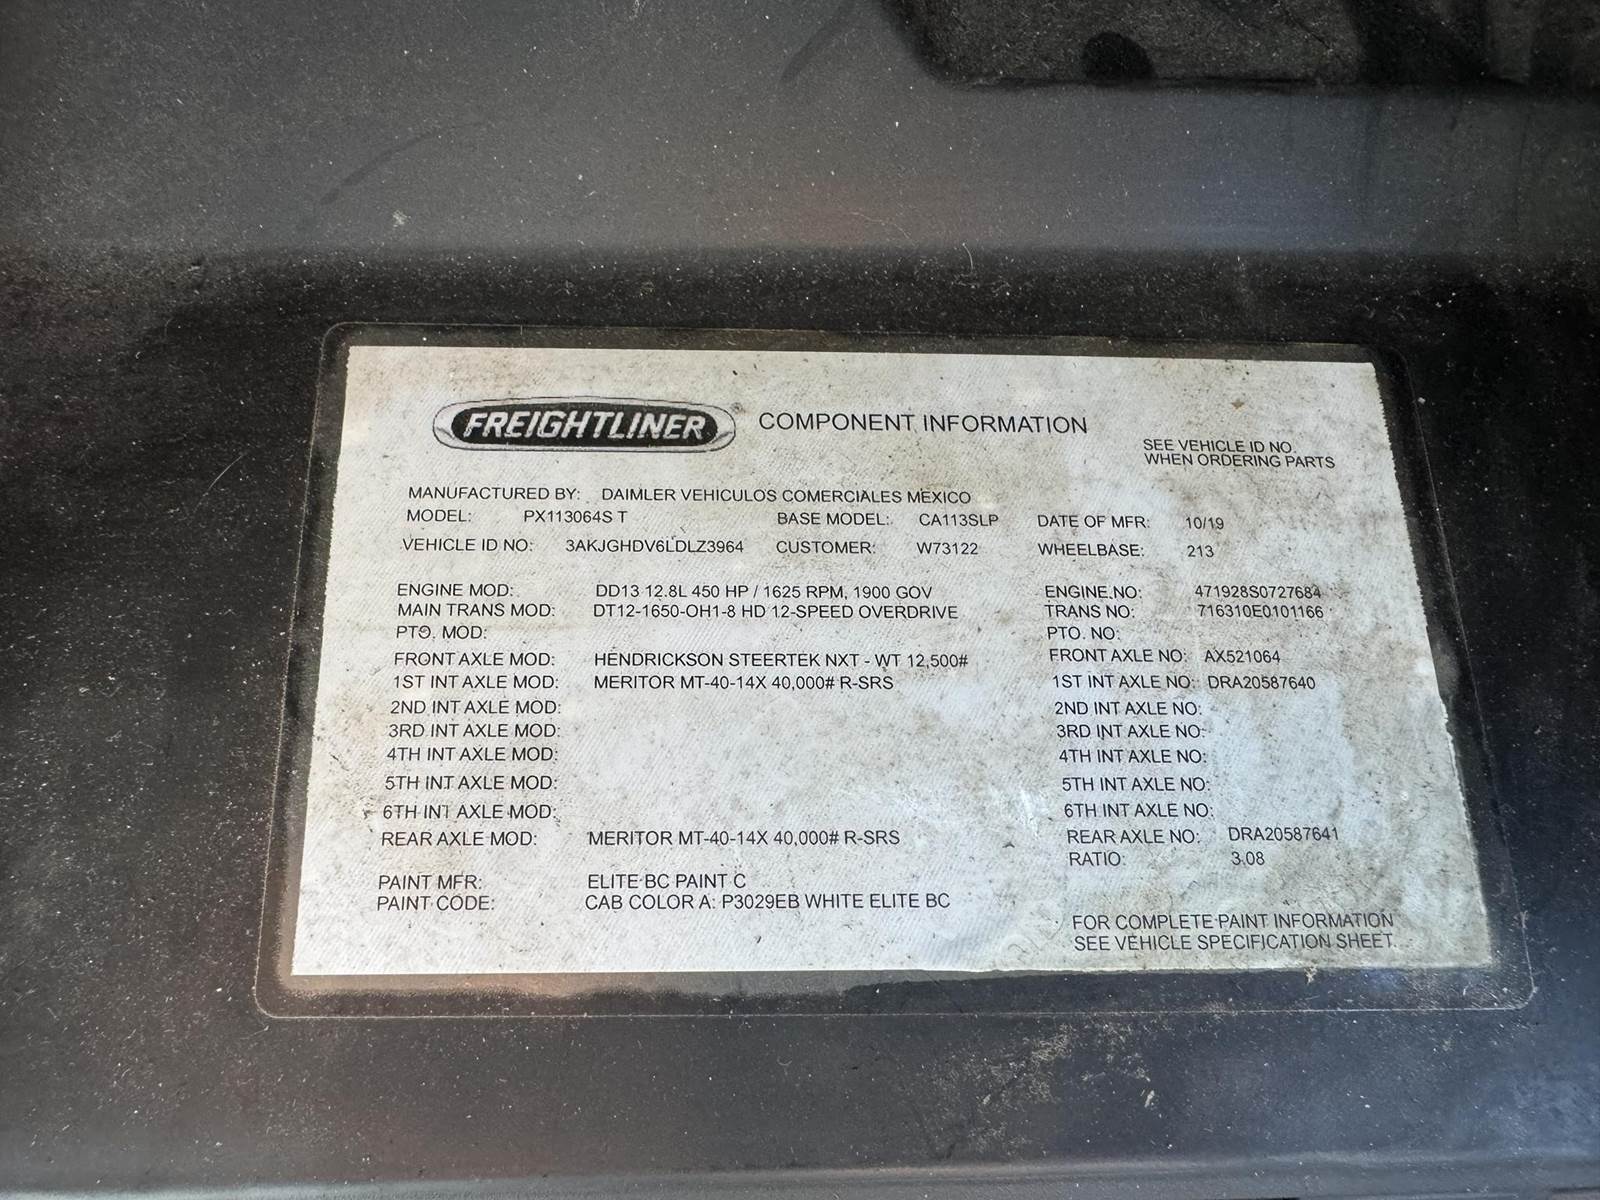 FREIGHTLINER COMPONENT INFORMATION
SEE VEHICLE ID NO.
WHEN ORDERING PARTS
MANUFACTURED BY: DAIMLER VEHICULOS COMERCIALES MEXICO
MODEL: PX113064S T BASE MODEL: CA113SLP DATE OF MFR: 10/19
VEHICLE ID NO: 3AKJGHDV6LDLZ3964 CUSTOMER: W73122 WHEELBASE: 213
ENGINE MOD: DD13 12.8L 450 HP / 1625 RPM, 1900 GOV ENGINE NO: 471928S0727684
MAIN TRANS MOD: DT12-1650-OH1-8 HD 12-SPEED OVERDRIVE TRANS NO: 716310E0101166
PTO. MOD: PTO. NO:
FRONT AXLE MOD: HENDRICKSON STEERTEK NXT - WT 12,500# FRONT AXLE NO: AX521064
1ST INT AXLE MOD: MERITOR MT-40-14X 40,000# R-SRS 1ST INT AXLE NO: DRA20587640
2ND INT AXLE MOD: 2ND INT AXLE NO:
3RD INT AXLE MOD: 3RD INT AXLE NO:
4TH INT AXLE MOD: 4TH INT AXLE NO:
5TH INT AXLE MOD: 5TH INT AXLE NO:
6TH INT AXLE MOD: 6TH INT AXLE NO:
REAR AXLE MOD: MERITOR MT-40-14X 40,000# R-SRS REAR AXLE NO: DRA20587641
RATIO: 3.08
PAINT MFR: ELITE BC PAINT C
PAINT CODE: CAB COLOR A: P3029EB WHITE ELITE BC
FOR COMPLETE PAINT INFORMATION
SEE VEHICLE SPECIFICATION SHEET.